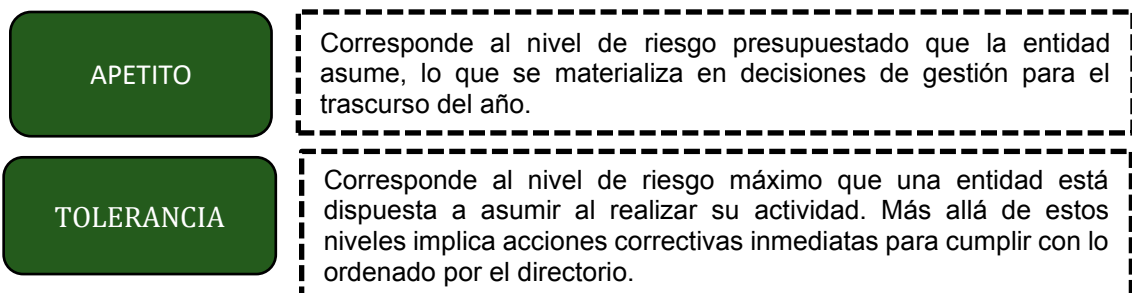 APETITO
Corresponde al nivel de riesgo presupuestado que la entidad
asume, lo que se materializa en decisiones de gestión para el
trascurso del año.
TOLERANCIA
Corresponde al nivel de riesgo máximo que una entidad está
dispuesta a asumir al realizar su actividad. Más allá de estos
niveles implica acciones correctivas inmediatas para cumplir con lo
ordenado por el directorio.